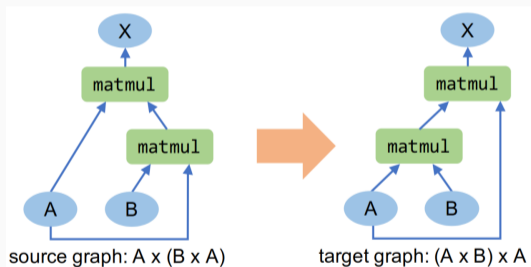 X
matmul
matmul
A
B
source graph: A x (B x A)
X
matmul
matmul
A
B
target graph: (A x B) x A